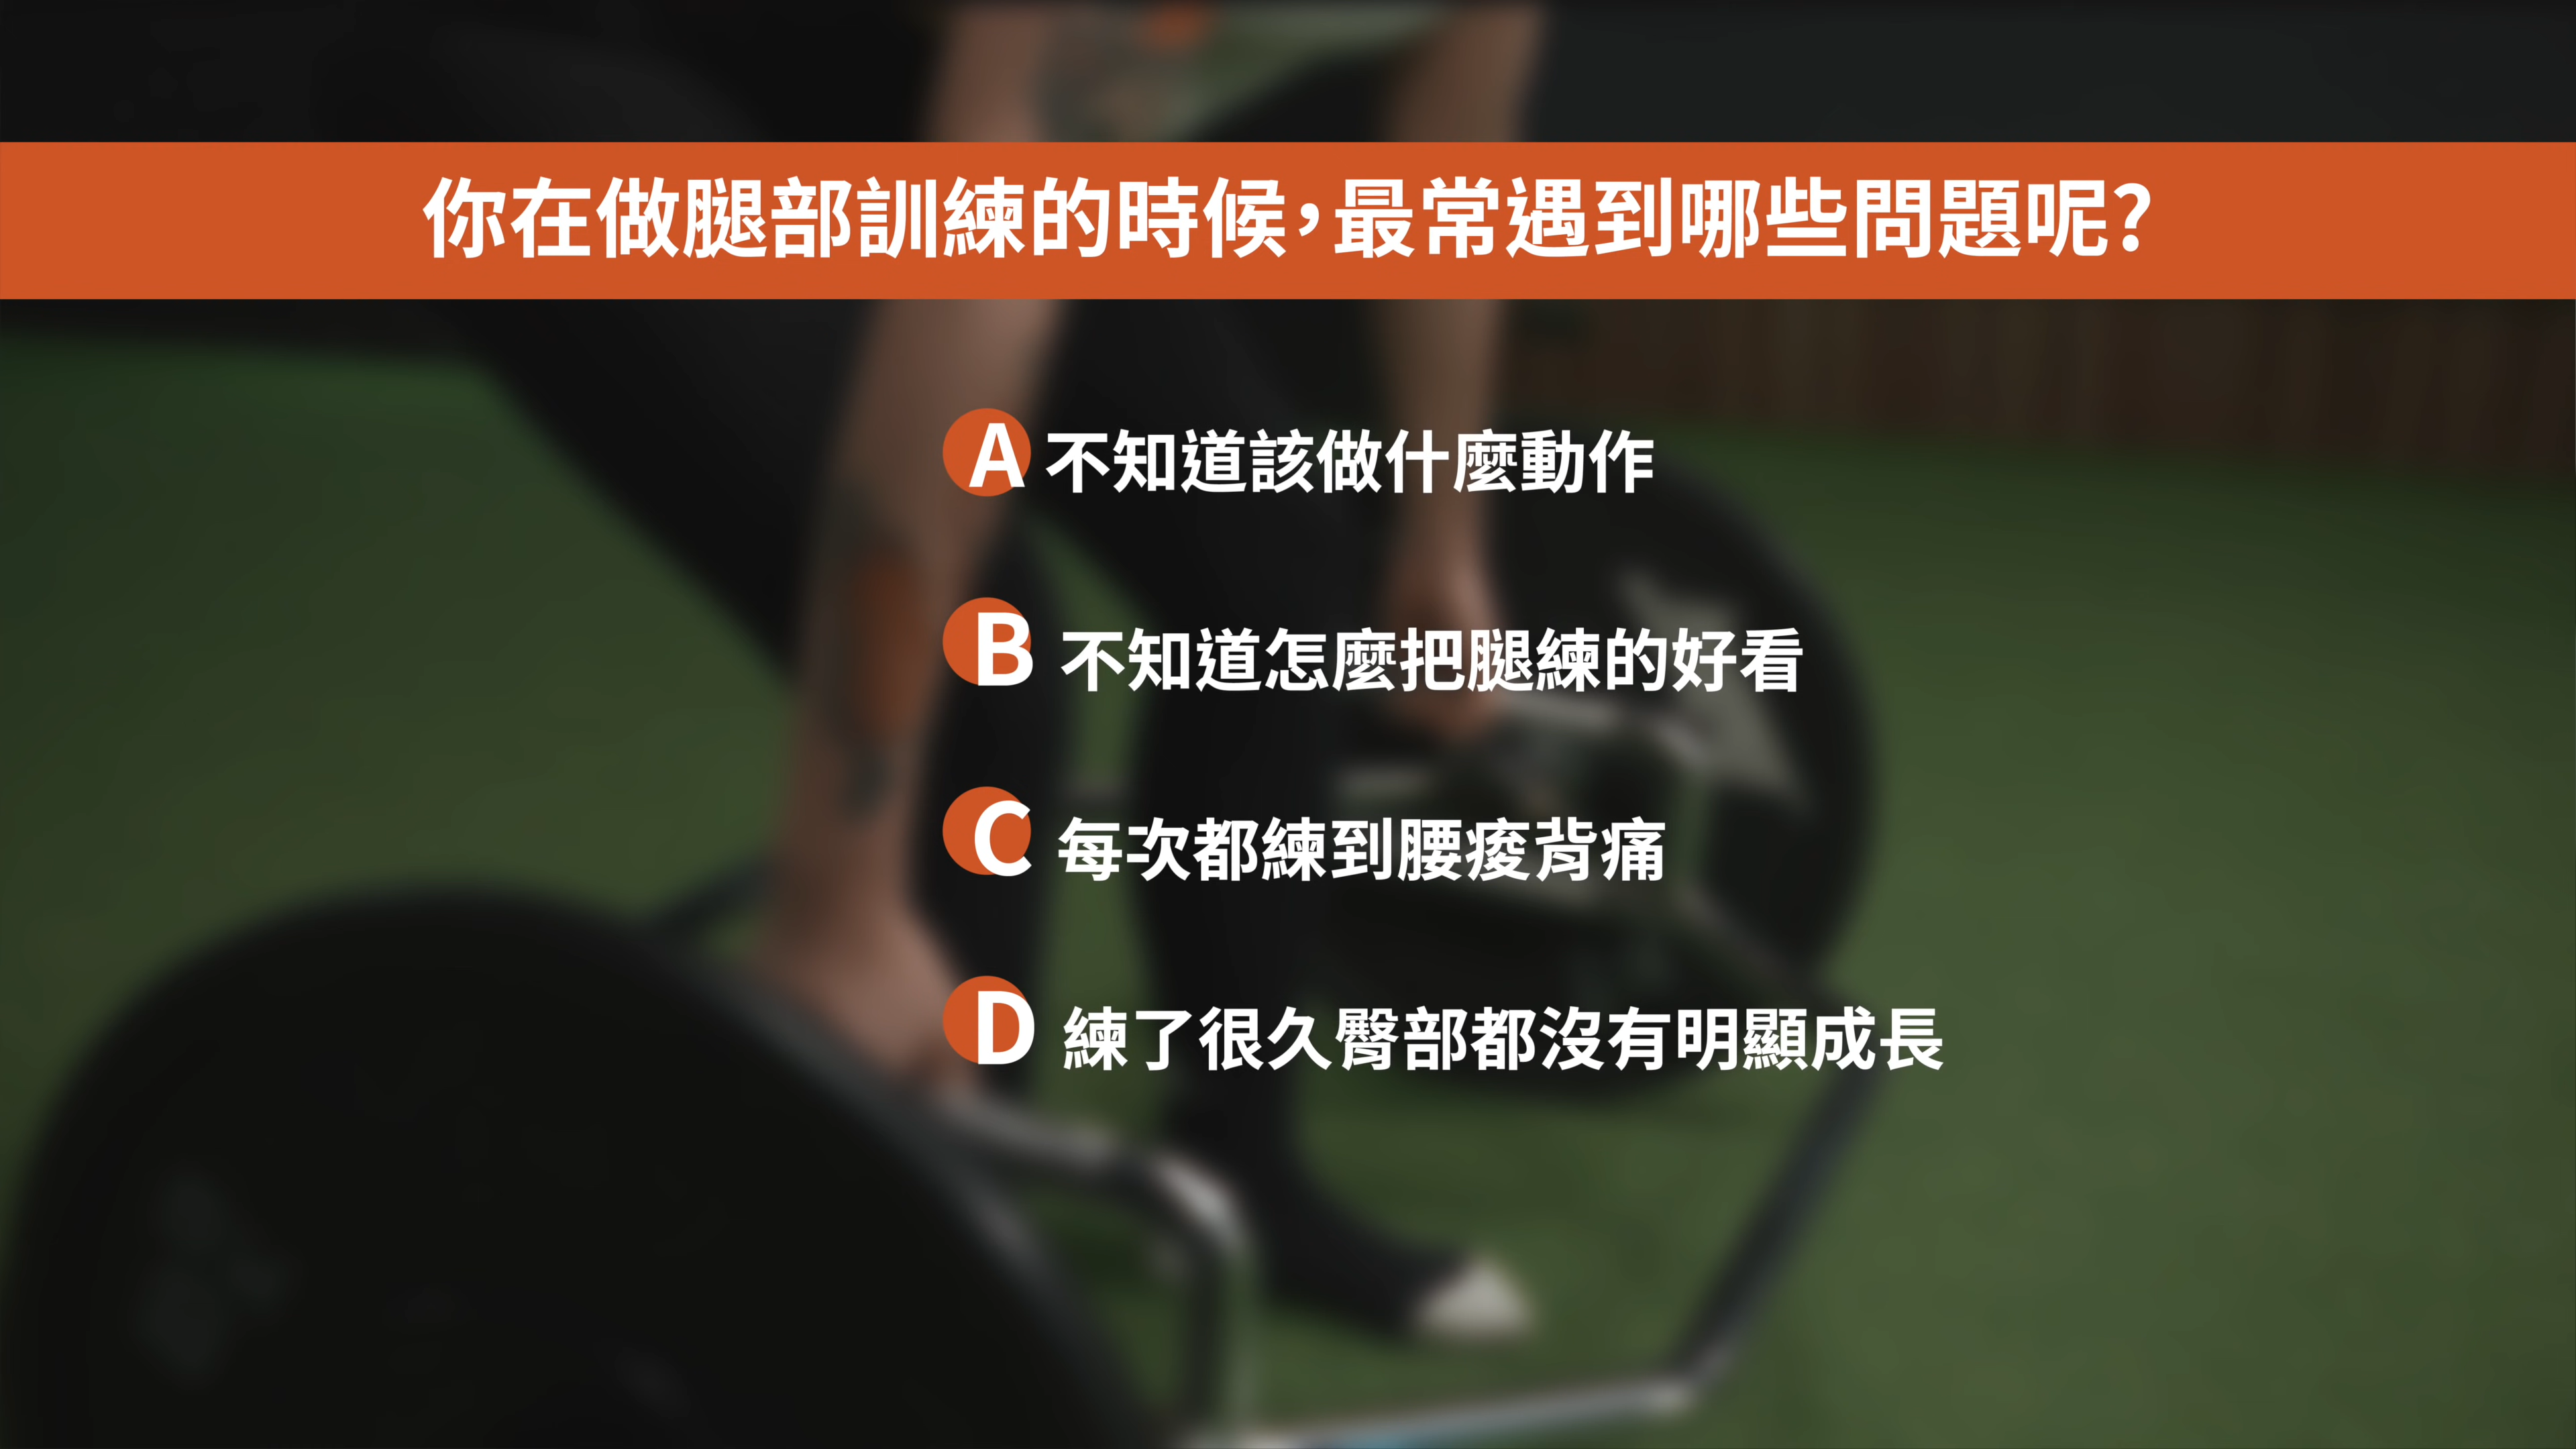 你在做腿部訓練的時候，最常遇到哪些問題呢？
A 不知道該做什麼動作
B 不知道怎麼把腿練的好看
C 每次都練到腰痠背痛
D 練了很久臀部都沒有明顯成長